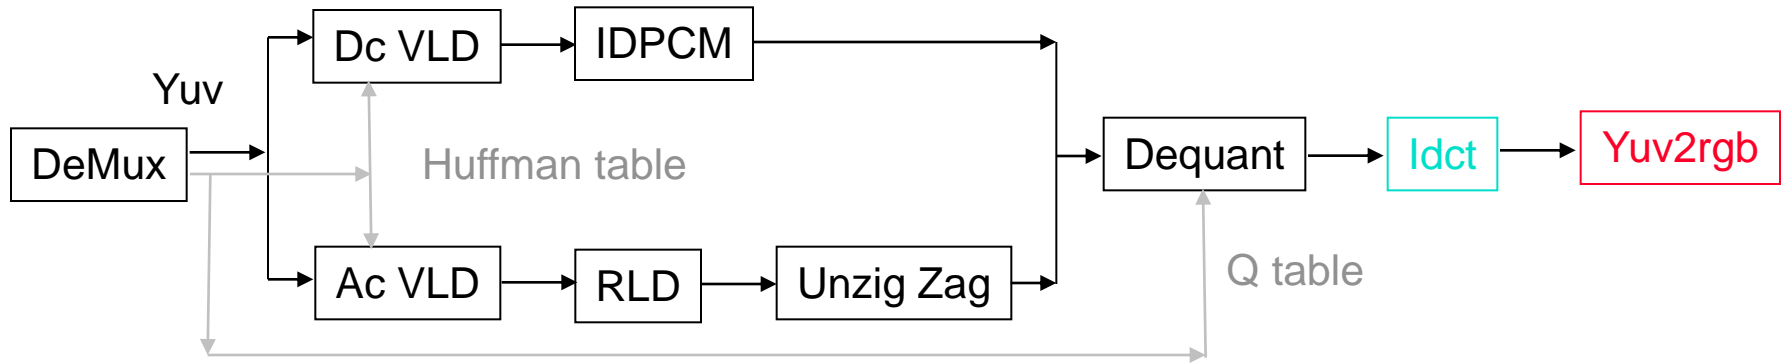 Dc VLD
IDPCM
Yuv
DeMux
Huffman table
Dequant
Idct
Yuv2rgb
Ac VLD
RLD
Unzig Zag
Q table